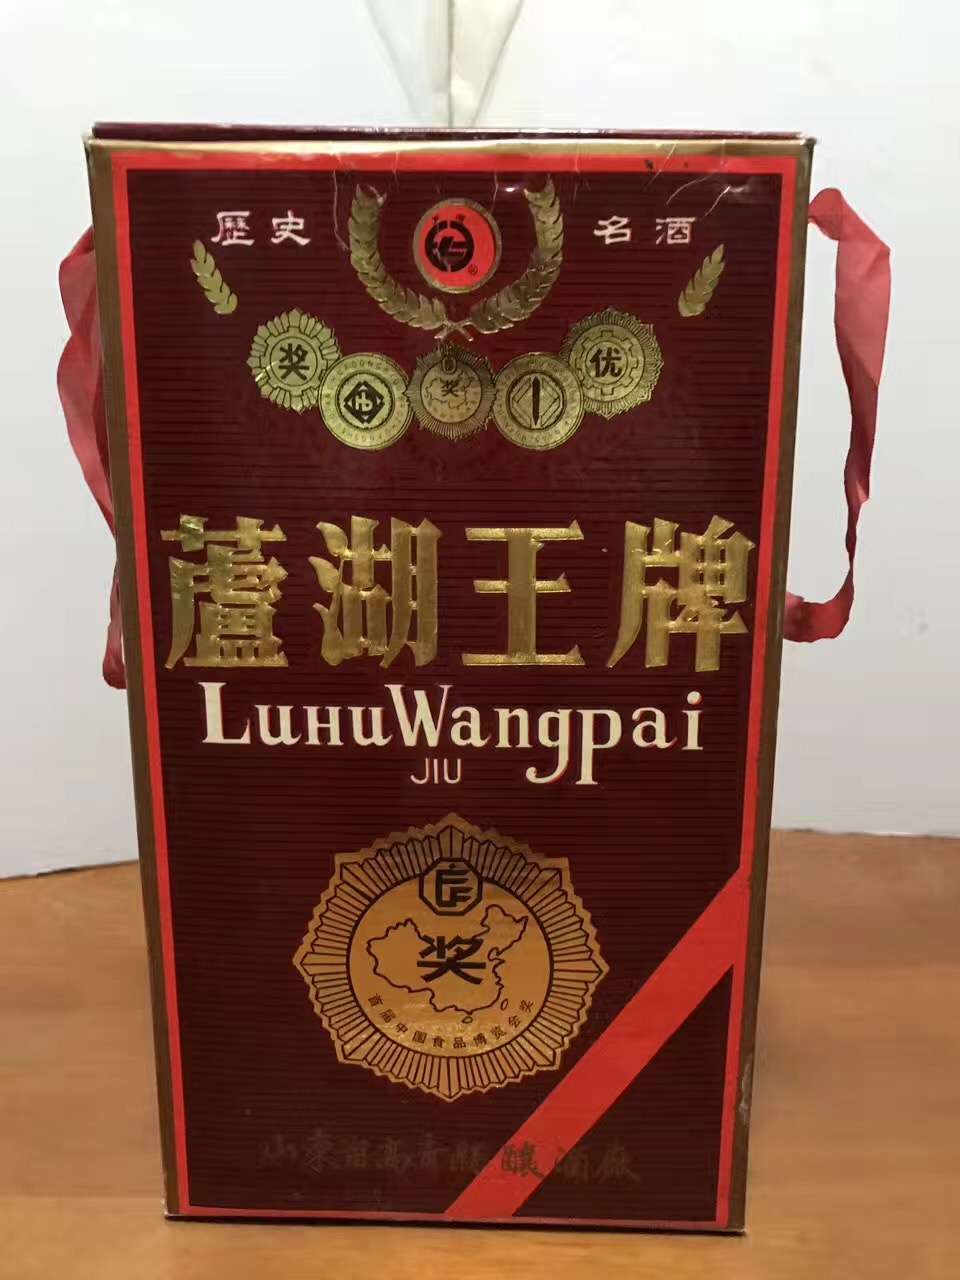 歷史 名酒
奖 优
奖
蘆湖王牌
LuHuWangpai
JIU
奖
首届中国食品博览会奖
山東省高青縣釀酒廠